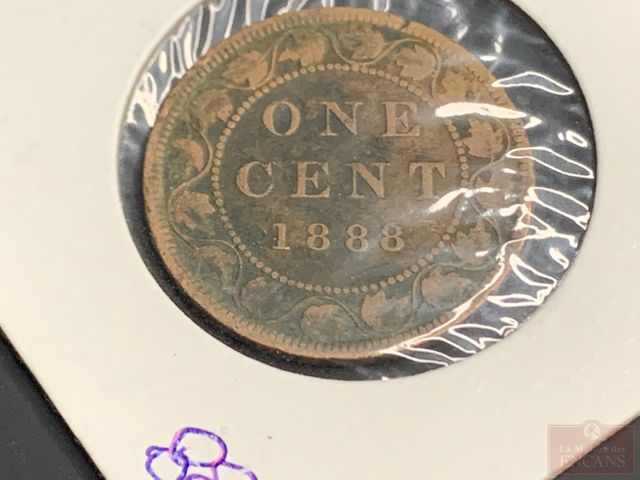 ONE
CENT
1888
La Maison des
ENCANS